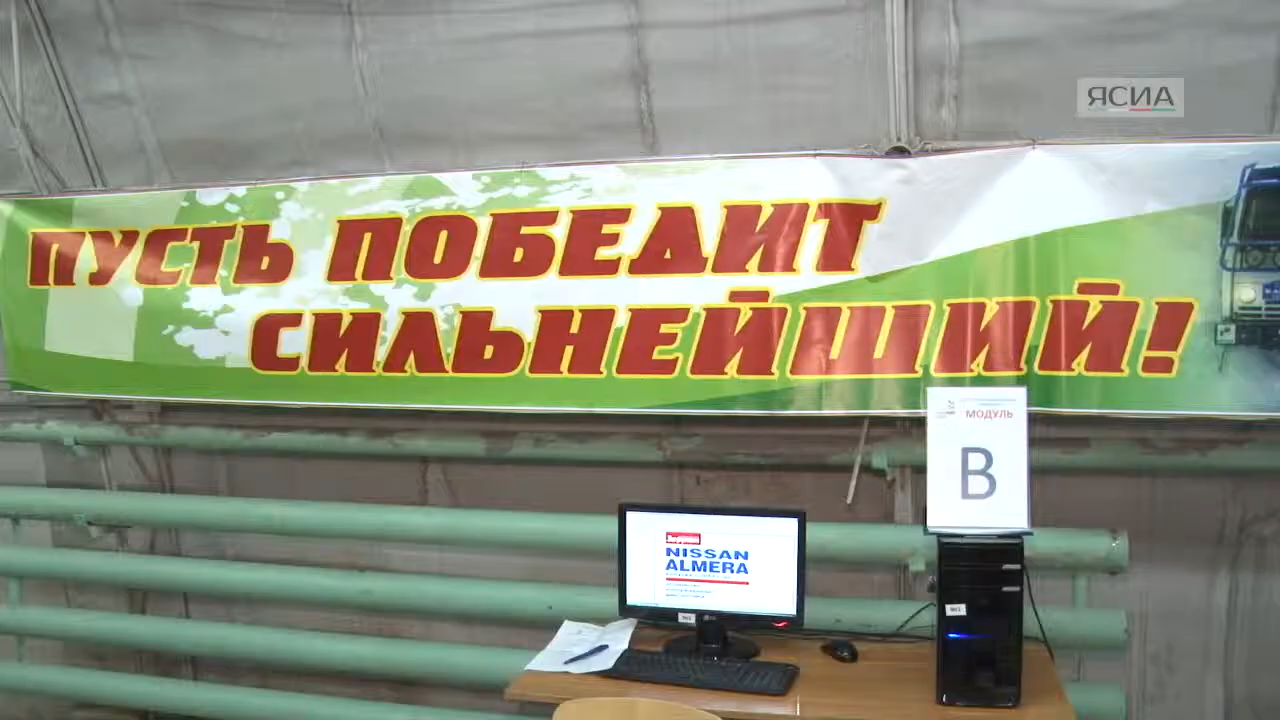 ЯСИА
ПУСТЬ ПОБЕДИТ
СИЛЬНЕЙШИЙ!
МОДУЛЬ
В
NISSAN
ALMERA